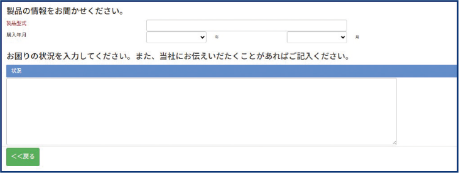 製品の情報をお聞かせください。
製品型式
購入年月
年
月
お困りの状況を入力してください。また、当社にお伝えいだたくことがあればご記入ください。
状況
<<戻る